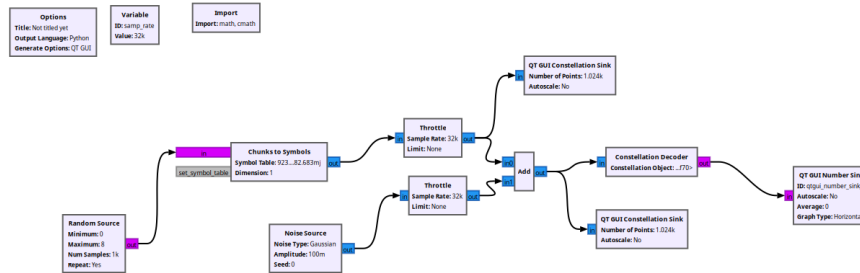 Options
Title: Not titled yet
Output Language: Python
Generate Options: QT GUI
Variable
ID: samp_rate
Value: 32k
Import
Import: math, cmath
QT GUI Constellation Sink
Number of Points: 1.024k
Autoscale: No
in
Throttle
Sample Rate: 32k
Limit: None
in
out
in
set_symbol_table
Chunks to Symbols
Symbol Table: 923...82.683mj
Dimension: 1
out
in0
in1
Add
out
in
Constellation Decoder
Constellation Object: ...f70>
out
Throttle
Sample Rate: 32k
Limit: None
in
out
in
QT GUI Number Sin
ID: qtgui_number_sink
Autoscale: No
Average: 0
Graph Type: Horizonta
Random Source
Minimum: 0
Maximum: 8
Num Samples: 1k
Repeat: Yes
out
Noise Source
Noise Type: Gaussian
Amplitude: 100m
Seed: 0
out
in
QT GUI Constellation Sink
Number of Points: 1.024k
Autoscale: No